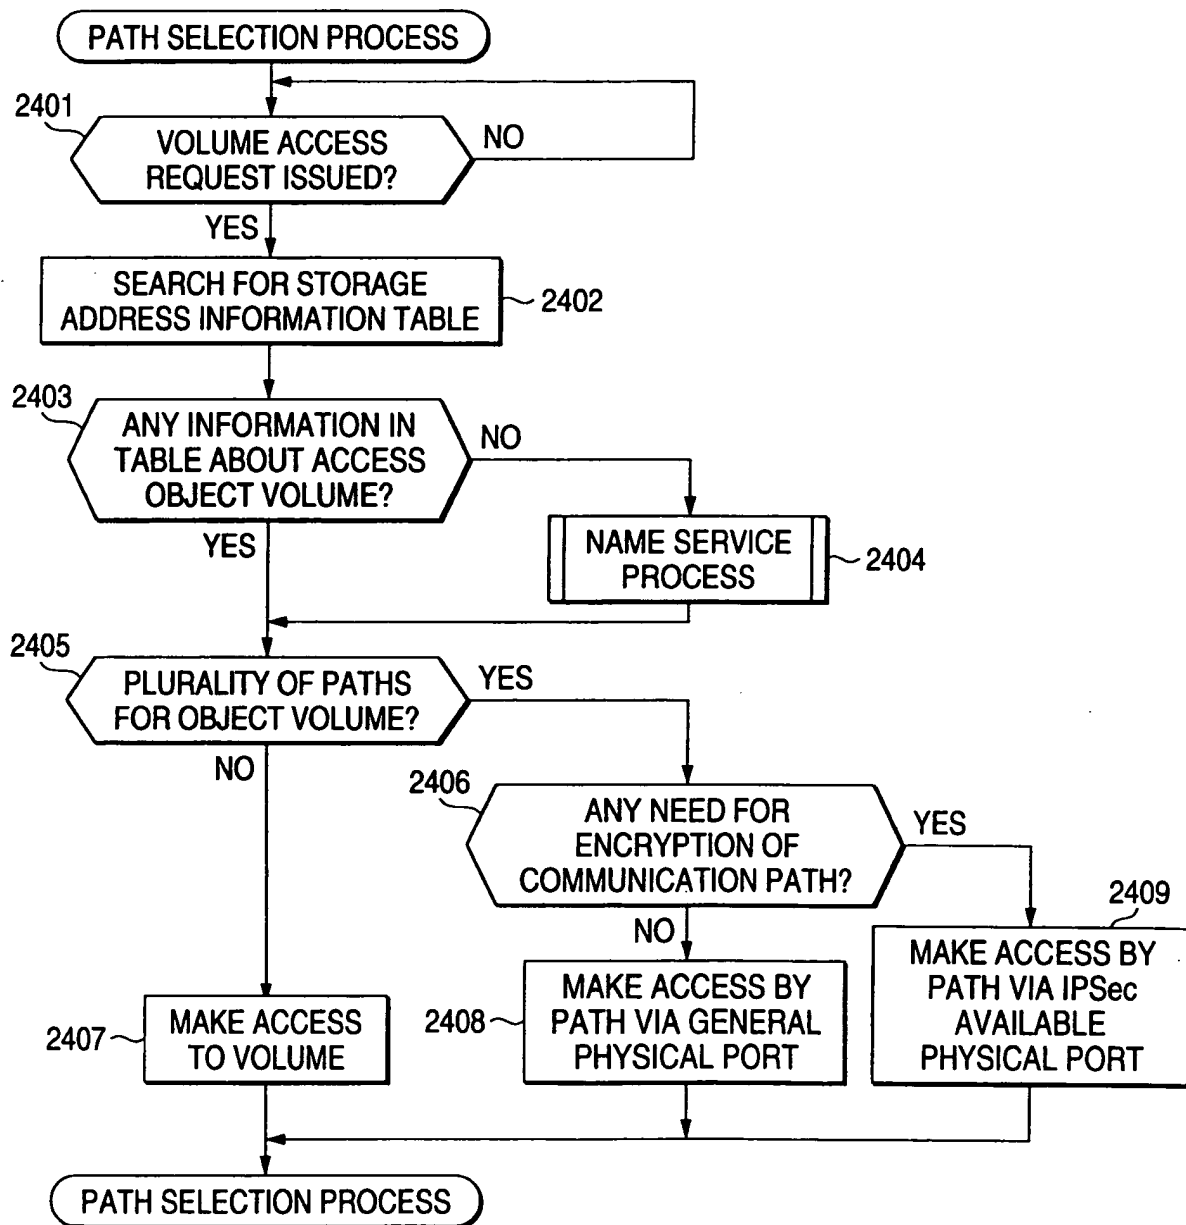 PATH SELECTION PROCESS
2401
VOLUME ACCESS
REQUEST ISSUED?
NO
YES
SEARCH FOR STORAGE
ADDRESS INFORMATION TABLE
2402
2403
ANY INFORMATION IN
TABLE ABOUT ACCESS
OBJECT VOLUME?
NO
YES
NAME SERVICE
PROCESS
2404
2405
PLURALITY OF PATHS
FOR OBJECT VOLUME?
YES
NO
2406
ANY NEED FOR
ENCRYPTION OF
COMMUNICATION PATH?
YES
NO
2409
MAKE ACCESS BY
PATH VIA IPSec
AVAILABLE
PHYSICAL PORT
2408
MAKE ACCESS BY
PATH VIA GENERAL
PHYSICAL PORT
2407
MAKE ACCESS
TO VOLUME
PATH SELECTION PROCESS